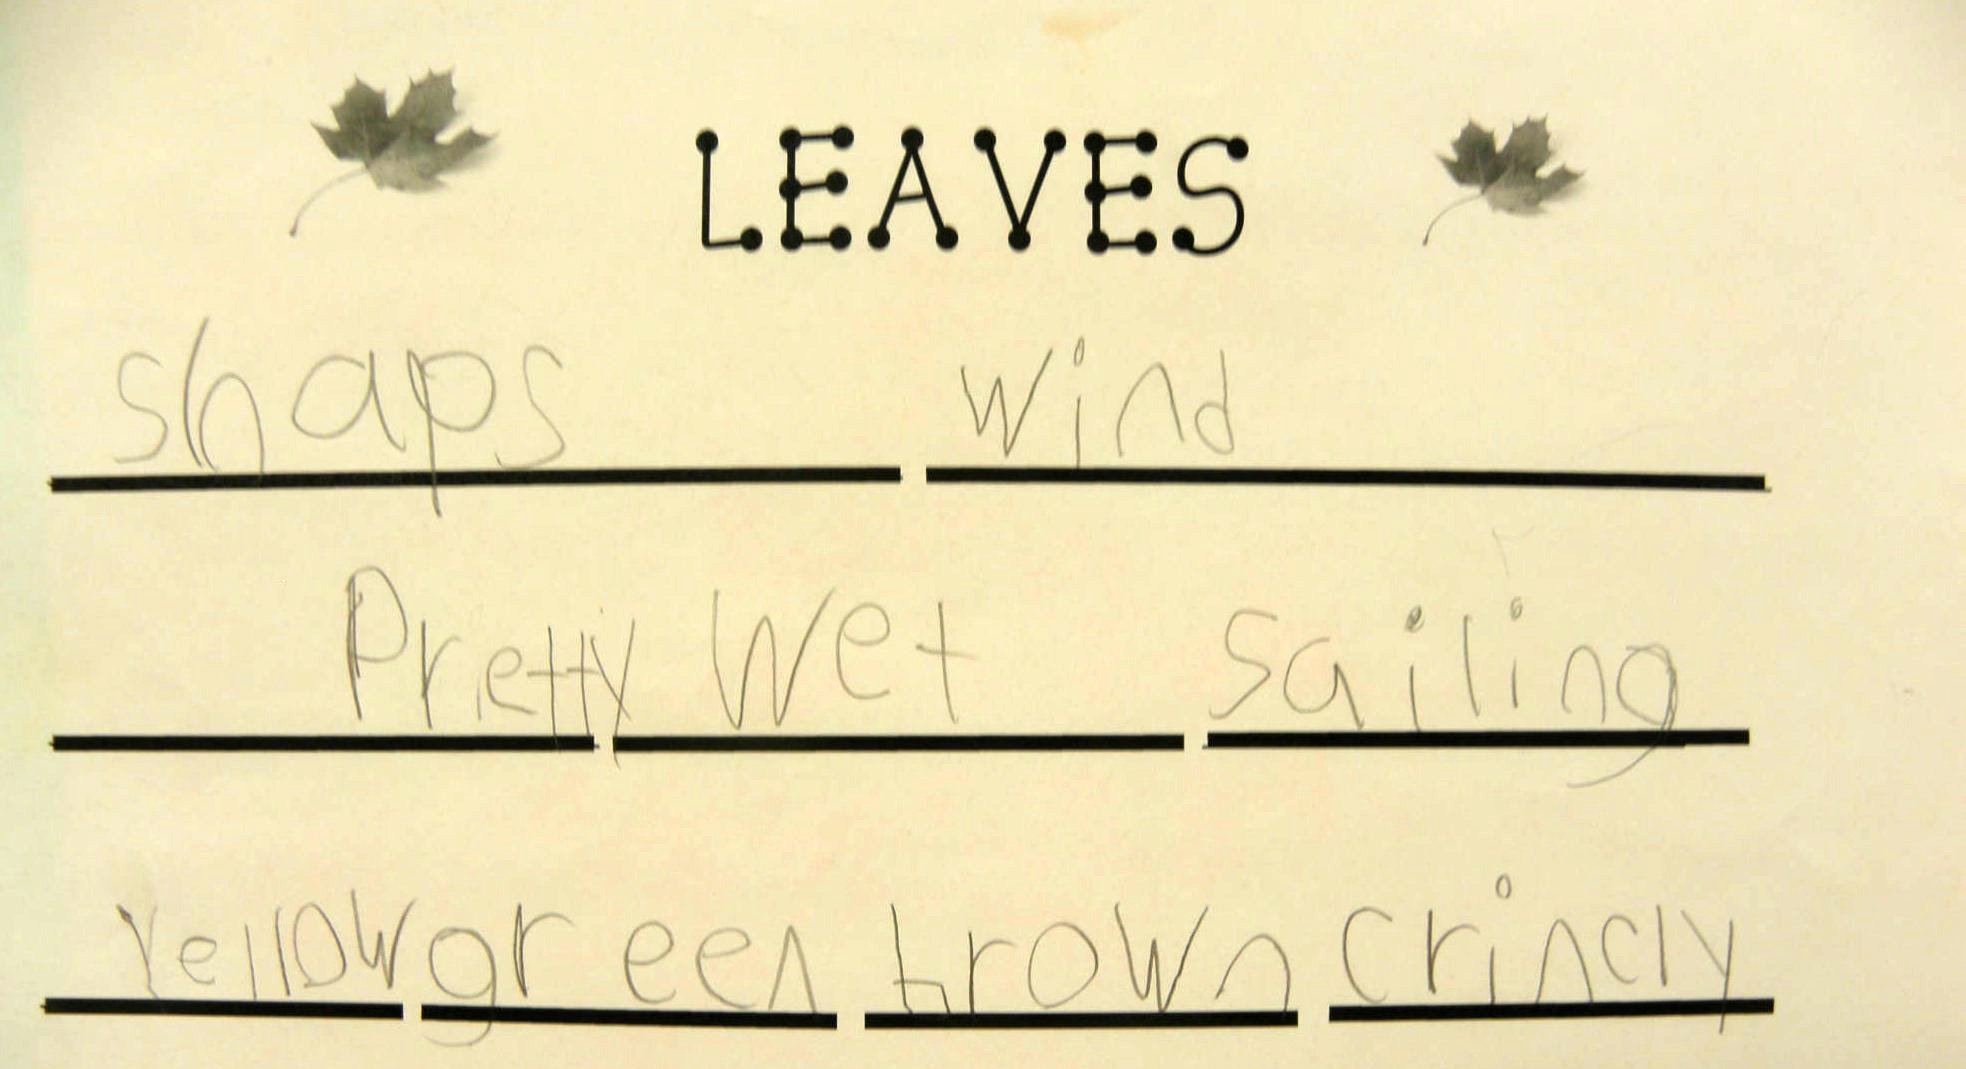 LEAVES
shaps wind
Pretty Wet Sailing
Yellow green brown crincly